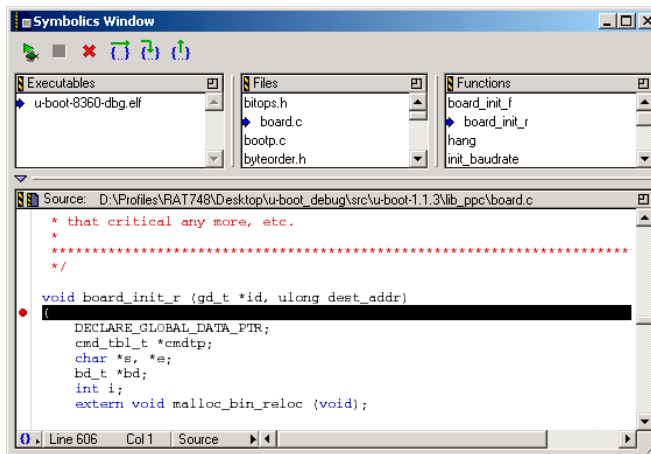 Symbolics Window
Executables
u-boot-8360-dbg.elf
Files
bitops.h
board.c
bootp.c
byteorder.h
Functions
board_init_f
board_init_r
hang
init_baudrate
Source: D:\Profiles\RAT748\Desktop\u-boot_debug\src\u-boot-1.1.3\lib_ppc\board.c
* that critical any more, etc.
*
************************************************************************
*/
void board_init_r (gd_t *id, ulong dest_addr)
{
DECLARE_GLOBAL_DATA_PTR;
cmd_tbl_t *cmdtp;
char *s, *e;
bd_t *bd;
int i;
extern void malloc_bin_reloc (void);
Line 606 Col 1 Source